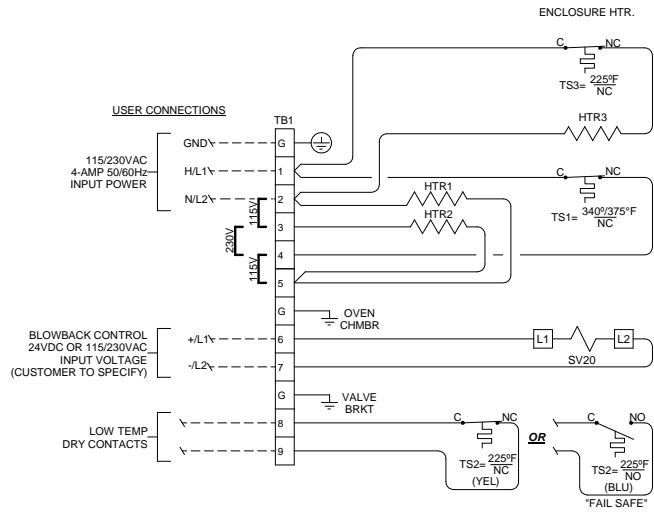 ENCLOSURE HTR.
C NC
TS3= 225ºF
NC
HTR3
USER CONNECTIONS
TB1
GND G
115/230VAC
4-AMP 50/60Hz
INPUT POWER
H/L1 1
N/L2 2
115V
3
230V
4
115V
5
HTR1
HTR2
C NC
TS1= 340º/375°F
NC
G OVEN
CHMBR
BLOWBACK CONTROL
24VDC OR 115/230VAC
INPUT VOLTAGE
(CUSTOMER TO SPECIFY)
+/L1 6
-/L2 7
L1 L2
SV20
G VALVE
BRKT
LOW TEMP
DRY CONTACTS
8
9
C NC
TS2= 225ºF
NC
(YEL)
OR
C NO
TS2= 225ºF
NO
(BLU)
"FAIL SAFE"